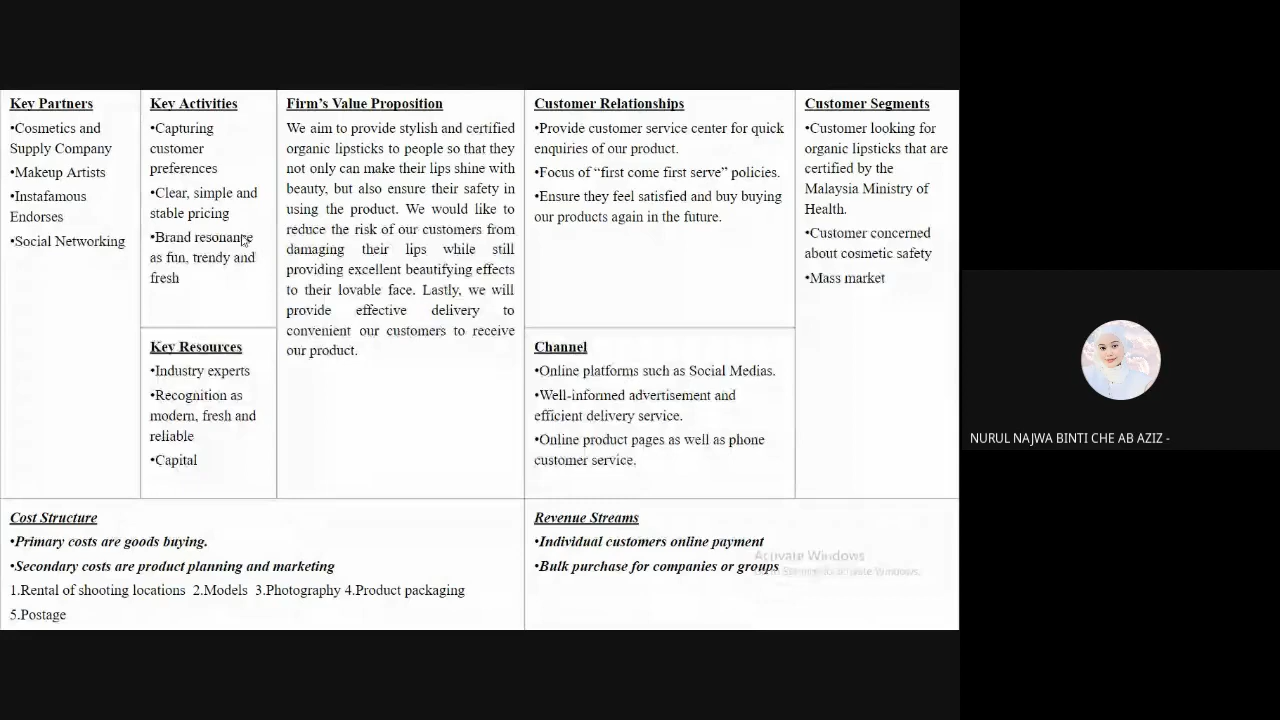 Key Partners
•Cosmetics and
Supply Company
•Makeup Artists
•Instafamous
Endorses
•Social Networking
Key Activities
•Capturing
customer
preferences
•Clear, simple and
stable pricing
•Brand resonance
as fun, trendy and
fresh
Key Resources
•Industry experts
•Recognition as
modern, fresh and
reliable
•Capital
Firm's Value Proposition
We aim to provide stylish and certified
organic lipsticks to people so that they
not only can make their lips shine with
beauty, but also ensure their safety in
using the product. We would like to
reduce the risk of our customers from
damaging their lips while still
providing excellent beautifying effects
to their lovable face. Lastly, we will
provide effective delivery to
convenient our customers to receive
our product.
Customer Relationships
•Provide customer service center for quick
enquiries of our product.
•Focus of “first come first serve” policies.
•Ensure they feel satisfied and buy buying
our products again in the future.
Channel
•Online platforms such as Social Medias.
•Well-informed advertisement and
efficient delivery service.
•Online product pages as well as phone
customer service.
Customer Segments
•Customer looking for
organic lipsticks that are
certified by the
Malaysia Ministry of
Health.
•Customer concerned
about cosmetic safety
•Mass market
Cost Structure
•Primary costs are goods buying.
•Secondary costs are product planning and marketing
1.Rental of shooting locations 2.Models 3.Photography 4.Product packaging
5.Postage
Revenue Streams
•Individual customers online payment
•Bulk purchase for companies or groups
Activate Windows
NURUL NAJWA BINTI CHE AB AZIZ -